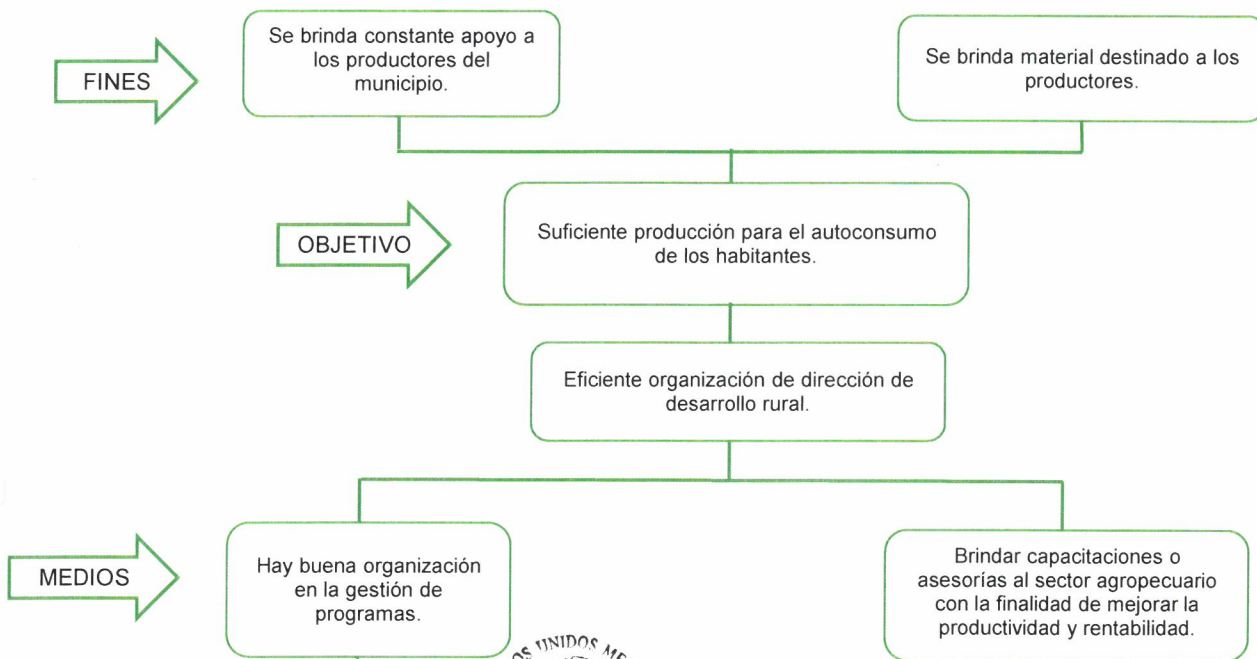 Se brinda constante apoyo a
los productores del
municipio.
Se brinda material destinado a los
productores.
FINES
OBJETIVO
Suficiente producción para el autoconsumo
de los habitantes.
Eficiente organización de dirección de
desarrollo rural.
MEDIOS
Hay buena organización
en la gestión de
programas.
Brindar capacitaciones o
asesorías al sector agropecuario
con la finalidad de mejorar la
productividad y rentabilidad.
UNIDOS